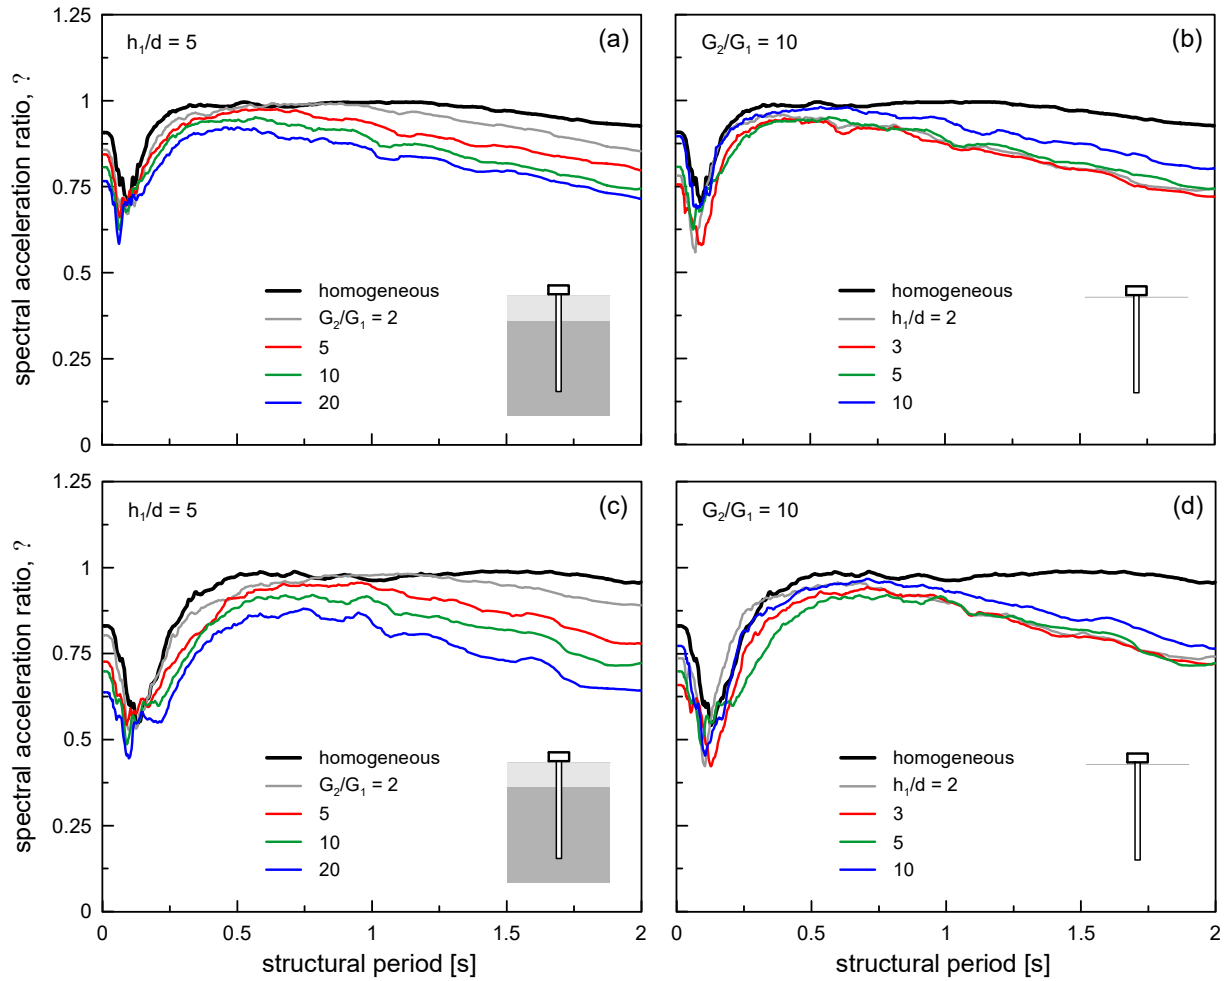 1.25
1
0.75
0.5
0.25
0
spectral acceleration ratio, ?
h₁/d = 5
(a)
homogeneous
G₂/G₁ = 2
5
10
20
G₂/G₁ = 10
(b)
homogeneous
h₁/d = 2
3
5
10
1.25
1
0.75
0.5
0.25
0
spectral acceleration ratio, ?
h₁/d = 5
(c)
homogeneous
G₂/G₁ = 2
5
10
20
0 0.5 1 1.5 2
structural period [s]
G₂/G₁ = 10
(d)
homogeneous
h₁/d = 2
3
5
10
0 0.5 1 1.5 2
structural period [s]